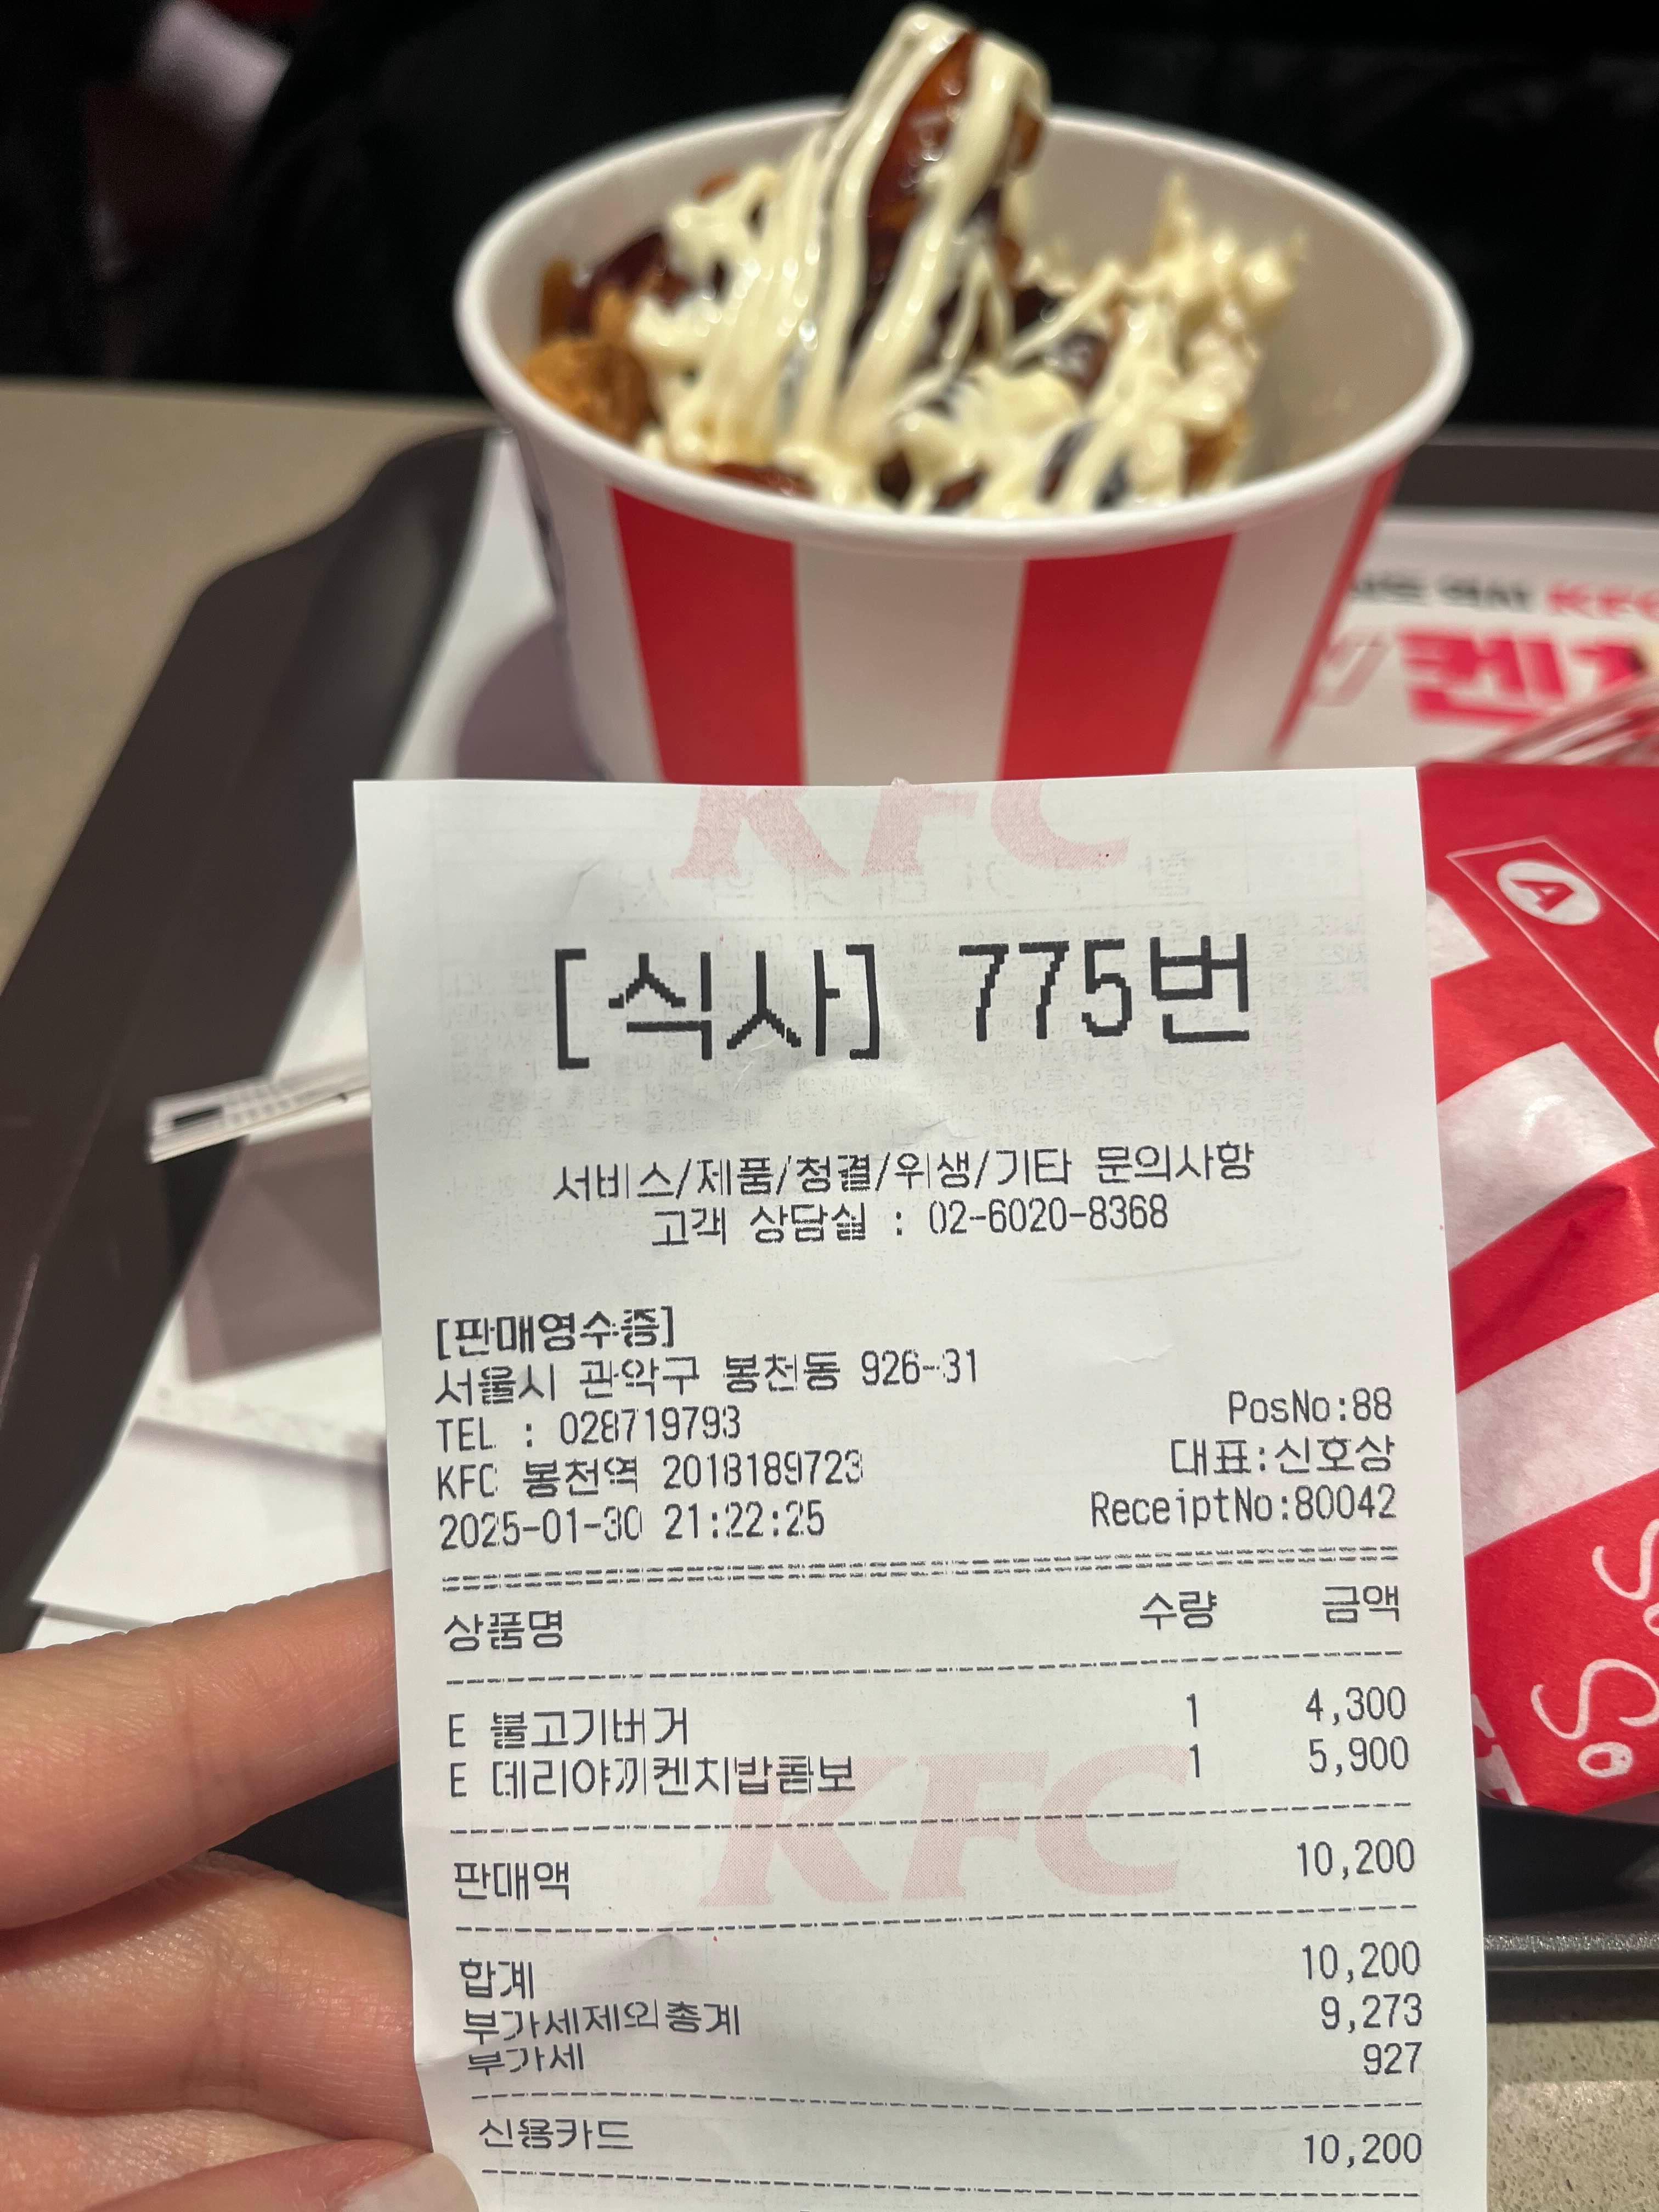 KFC
켄치
A
KFC
[식사] 775번
서비스/제품/청결/위생/기타 문의사항
고객 상담실 : 02-6020-8368
[판매영수증]
서울시 관악구 봉천동 926-31
TEL : 028719793 PosNo:88
KFC 봉천역 2018189723 대표:신호상
2025-01-30 21:22:25 ReceiptNo:80042
상품명 수량 금액
E 불고기버거 1 4,300
E 데리야끼켄치밥콤보 1 5,900
KFC
판매액 10,200
합계 10,200
부가세제외총계 9,273
부가세 927
신용카드 10,200